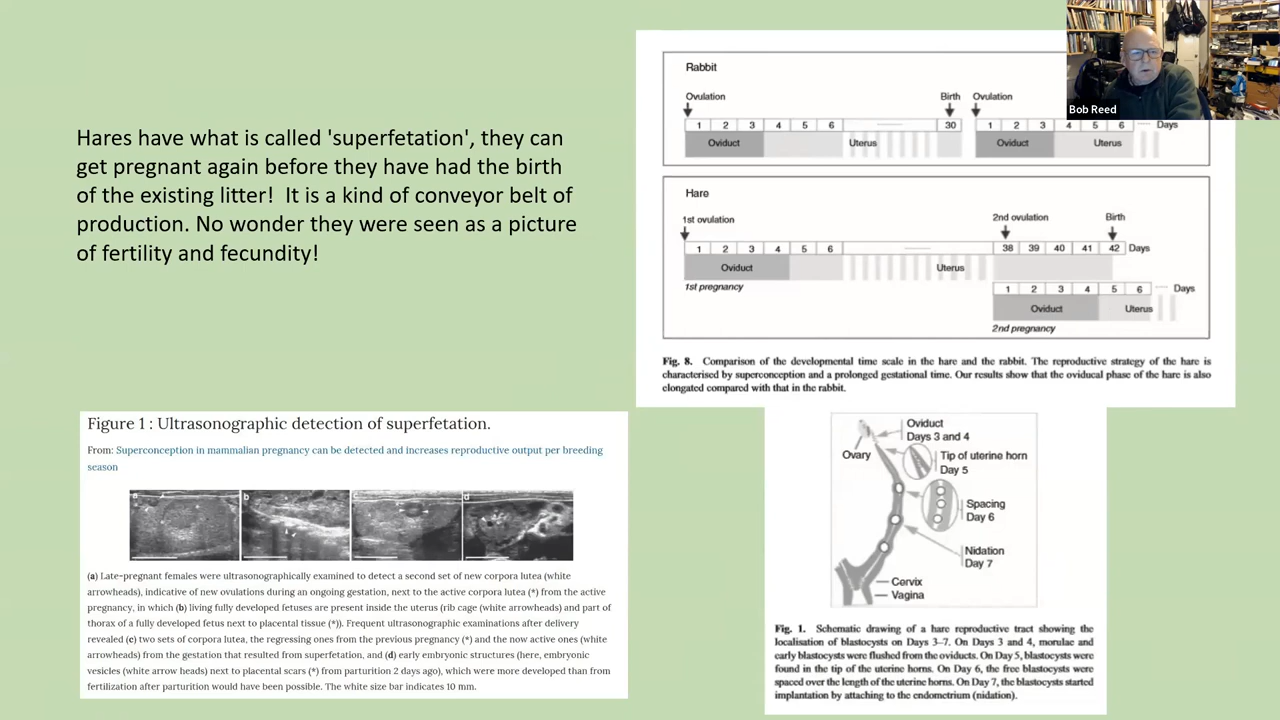 Hares have what is called 'superfetation', they can
get pregnant again before they have had the birth
of the existing litter!  It is a kind of conveyor belt of
production. No wonder they were seen as a picture
of fertility and fecundity!
Rabbit
Ovulation
Birth
Ovulation
1 2 3 4 5 6 30 1 2 3 4 5 6 Days
Oviduct Uterus Oviduct Uterus
Hare
1st ovulation
2nd ovulation
Birth
1 2 3 4 5 6 38 39 40 41 42 Days
Oviduct Uterus
1st pregnancy
1 2 3 4 5 6 Days
Oviduct Uterus
2nd pregnancy
Fig. 8. Comparison of the developmental time scale in the hare and the rabbit. The reproductive strategy of the hare is
characterised by superconception and a prolonged gestational time. Our results show that the oviducal phase of the hare is also
elongated compared with that in the rabbit.
Bob Reed
Figure 1 : Ultrasonographic detection of superfetation.
From: Superconception in mammalian pregnancy can be detected and increases reproductive output per breeding
season
a b c d
(a) Late-pregnant females were ultrasonographically examined to detect a second set of new corpora lutea (white
arrowheads), indicative of new ovulations during an ongoing gestation, next to the active corpora lutea (*) from the active
pregnancy, in which (b) living fully developed fetuses are present inside the uterus (rib cage (white arrowheads) and part of
thorax of a fully developed fetus next to placental tissue (*)). Frequent ultrasonographic examinations after delivery
revealed (c) two sets of corpora lutea, the regressing ones from the previous pregnancy (*) and the now active ones (white
arrowheads) from the gestation that resulted from superfetation, and (d) early embryonic structures (here, embryonic
vesicles (white arrow heads) next to placental scars (*) from parturition 2 days ago), which were more developed than from
fertilization after parturition would have been possible. The white size bar indicates 10 mm.
Oviduct
Days 3 and 4
Ovary
Tip of uterine horn
Day 5
Spacing
Day 6
Nidation
Day 7
Cervix
Vagina
Fig. 1. Schematic drawing of a hare reproductive tract showing the
localisation of blastocysts on Days 3–7. On Days 3 and 4, morulae and
early blastocysts were flushed from the oviducts. On Day 5, blastocysts were
found in the tip of the uterine horns. On Day 6, the free blastocysts were
spaced over the length of the uterine horns. On Day 7, the blastocysts started
implantation by attaching to the endometrium (nidation).